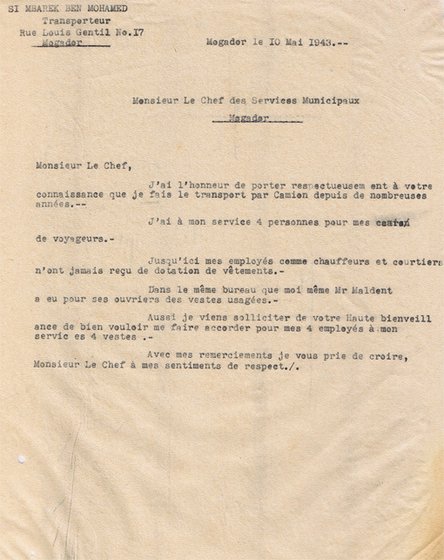 SI MBAREK BEN MOHAMED
Transporteur
Rue Louis Gentil No.I7
Mogador
Mogador le IO Mai I943.--
Monsieur Le Chef des Services Municipaux
Mogador
Monsieur Le Chef,
J'ai l'honneur de porter respectueusem ent à votre
connaissance que je fais le transport par Camion depuis de nombreuses
années.--
J'ai à mon service 4 personnes pour mes
de voyageurs.-
Jusqu'ici mes employés comme chauffeurs et courtiers
n'ont jamais reçu de dotation de vêtements.-
Dans le même bureau que moi même Mr Maldent
a eu pour ses ouvriers des vestes usagées.-
Aussi je viens solliciter de votre Haute bienveill
ance de bien vouloir me faire accorder pour mes 4 employés à mon
servic es 4 vestes .-
Avec mes remerciements je vous prie de croire,
Monsieur Le Chef à mes sentiments de respect./.